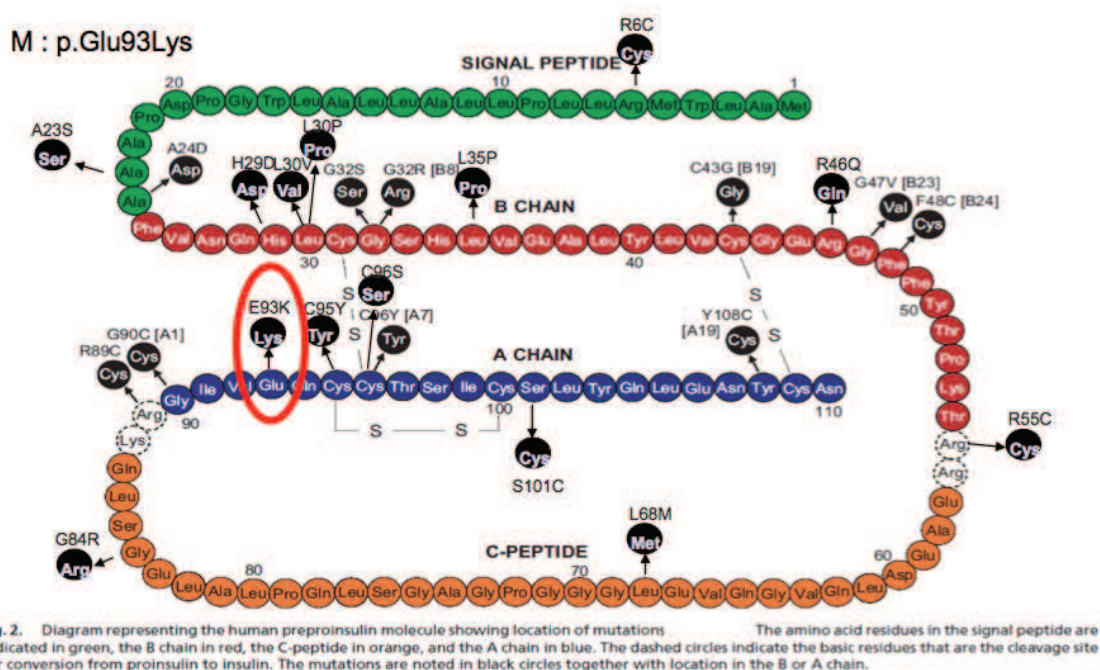 M : p.Glu93Lys
R6C
Cys
SIGNAL PEPTIDE
20 10 1
Asp Pro Gly Trp Leu Ala Leu Leu Ala Leu Leu Pro Leu Leu Arg Met Trp Leu Ala Met
Pro
Ala
Ala
Ala
A23S
Ser
A24D
Asp
H29D
Asp
L30V
Val
L30P
Pro
G32S
Ser
G32R [B8]
Arg
L35P
Pro
C43G [B19]
Gly
R46Q
Gln
G47V [B23]
Val
F48C [B24]
Cys
B CHAIN
Phe Val Asn Gln His Leu Cys Gly Ser His Leu Val Glu Ala Leu Tyr Leu Val Cys Gly Glu Arg Gly Phe Phe Tyr Thr Pro Lys Thr
30 40 50
S
S
S
S
E93K
Lys
C95Y
Tyr
C96S
Ser
C96Y [A7]
Tyr
Y108C
[A19]
Cys
G90C [A1]
Cys
R89C
Cys
A CHAIN
Gly Ile Val Glu Gln Cys Cys Thr Ser Ile Cys Ser Leu Tyr Gln Leu Glu Asn Tyr Cys Asn
90 100 110
S S
Cys
S101C
Arg
Lys
Gln
Leu
Ser
Gly
G84R
Arg
R55C
Cys
Arg
Arg
Glu
Ala
Glu
60
L68M
Met
C-PEPTIDE
80 70
Glu Leu Ala Leu Pro Gln Leu Ser Gly Ala Gly Pro Gly Gly Gly Leu Glu Val Gln Gly Val Gln Leu Asp
g. 2. Diagram representing the human preproinsulin molecule showing location of mutations The amino acid residues in the signal peptide are
dicated in green, the B chain in red, the C-peptide in orange, and the A chain in blue. The dashed circles indicate the basic residues that are the cleavage site
r conversion from proinsulin to insulin. The mutations are noted in black circles together with location in the B or A chain.